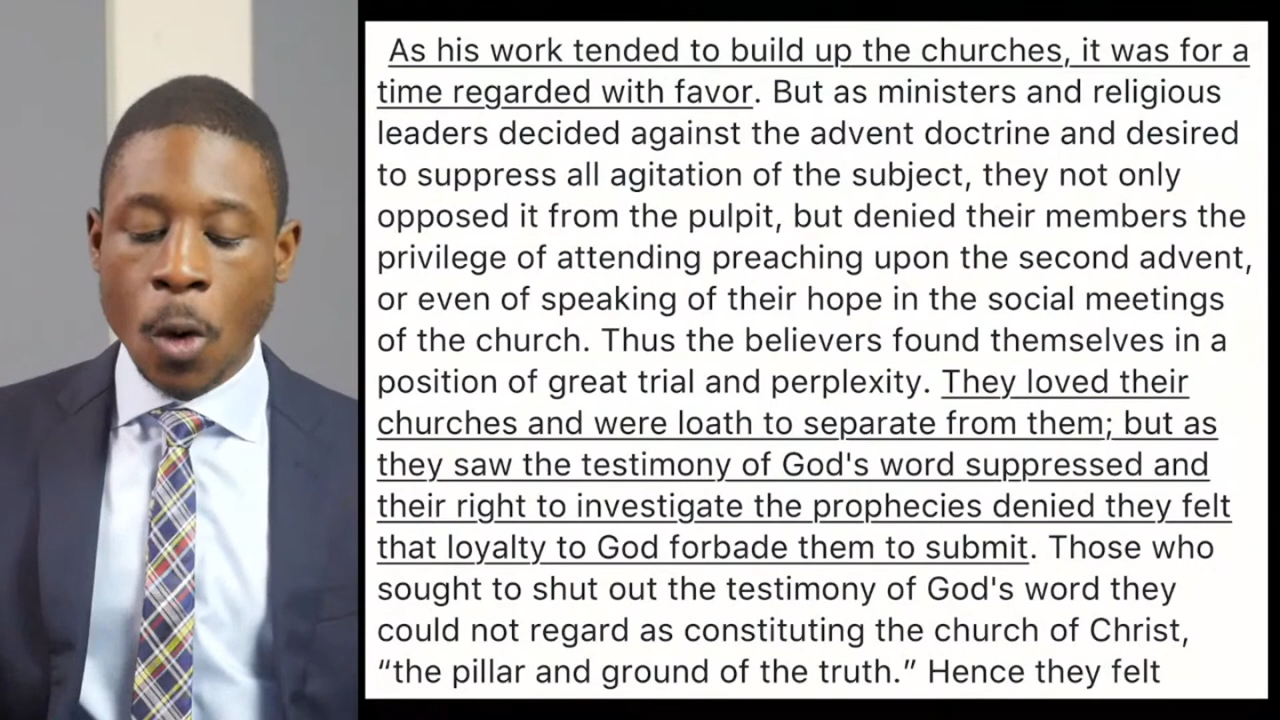 As his work tended to build up the churches, it was for a
time regarded with favor. But as ministers and religious
leaders decided against the advent doctrine and desired
to suppress all agitation of the subject, they not only
opposed it from the pulpit, but denied their members the
privilege of attending preaching upon the second advent,
or even of speaking of their hope in the social meetings
of the church. Thus the believers found themselves in a
position of great trial and perplexity. They loved their
churches and were loath to separate from them; but as
they saw the testimony of God's word suppressed and
their right to investigate the prophecies denied they felt
that loyalty to God forbade them to submit. Those who
sought to shut out the testimony of God's word they
could not regard as constituting the church of Christ,
“the pillar and ground of the truth.” Hence they felt